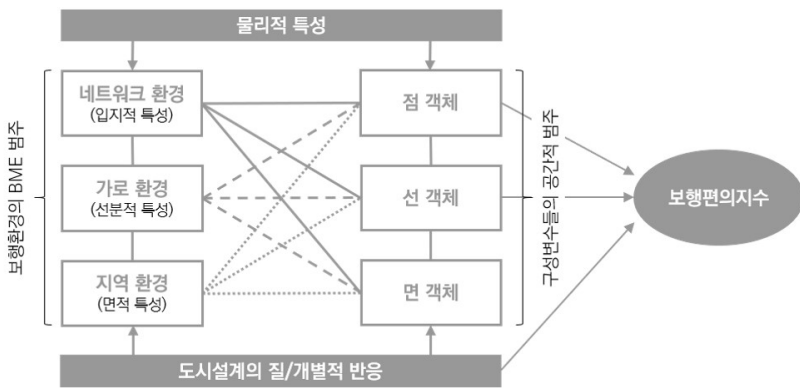 물리적 특성
보행환경의 BME 범주
네트워크 환경
(입지적 특성)
가로 환경
(선분적 특성)
지역 환경
(면적 특성)
점 객체
선 객체
면 객체
구성변수들의 공간적 범주
보행편의지수
도시설계의 질/개별적 반응